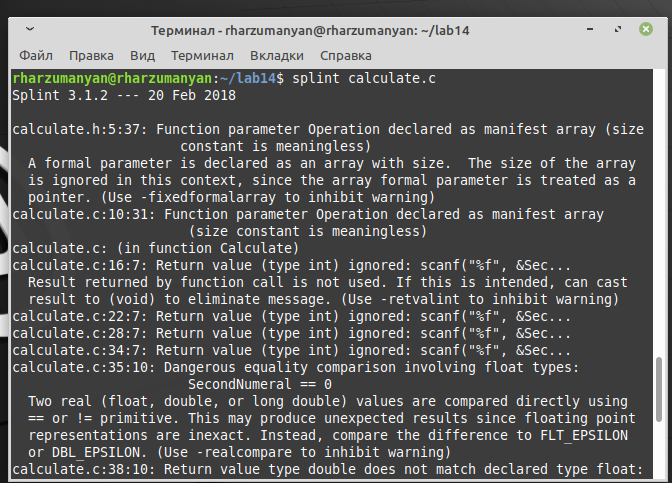 Терминал - rharzumanyan@rharzumanyan: ~/lab14
Файл Правка Вид Терминал Вкладки Справка
rharzumanyan@rharzumanyan:~/lab14$ splint calculate.c
Splint 3.1.2 --- 20 Feb 2018
calculate.h:5:37: Function parameter Operation declared as manifest array (size
constant is meaningless)
A formal parameter is declared as an array with size.  The size of the array
is ignored in this context, since the array formal parameter is treated as a
pointer. (Use -fixedformalarray to inhibit warning)
calculate.c:10:31: Function parameter Operation declared as manifest array
(size constant is meaningless)
calculate.c: (in function Calculate)
calculate.c:16:7: Return value (type int) ignored: scanf("%f", &Sec...
Result returned by function call is not used. If this is intended, can cast
result to (void) to eliminate message. (Use -retvalint to inhibit warning)
calculate.c:22:7: Return value (type int) ignored: scanf("%f", &Sec...
calculate.c:28:7: Return value (type int) ignored: scanf("%f", &Sec...
calculate.c:34:7: Return value (type int) ignored: scanf("%f", &Sec...
calculate.c:35:10: Dangerous equality comparison involving float types:
SecondNumeral == 0
Two real (float, double, or long double) values are compared directly using
== or != primitive. This may produce unexpected results since floating point
representations are inexact. Instead, compare the difference to FLT_EPSILON
or DBL_EPSILON. (Use -realcompare to inhibit warning)
calculate.c:38:10: Return value type double does not match declared type float: